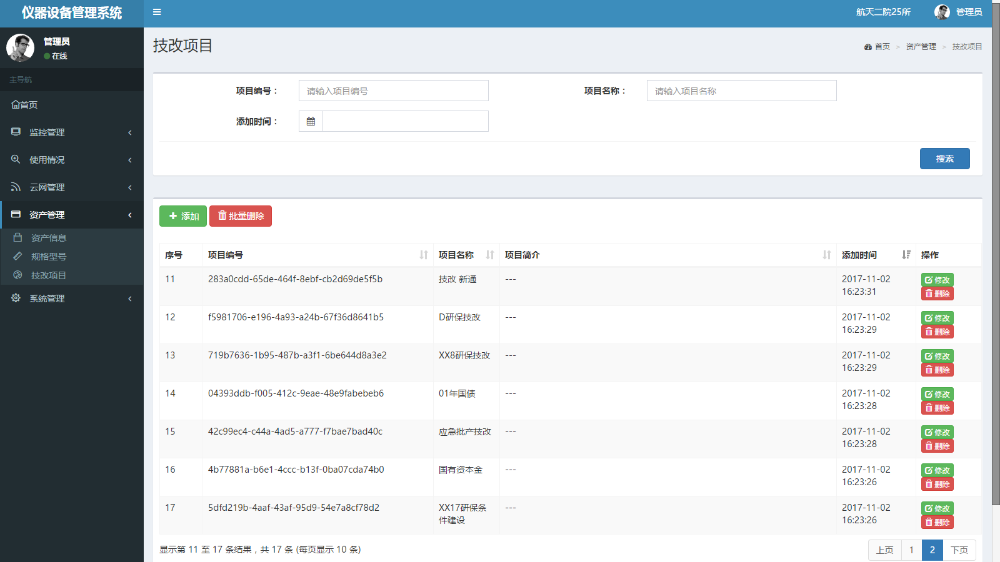 仪器设备管理系统
航天二院25所
管理员
管理员
在线
主导航
首页
监控管理
使用情况
云网管理
资产管理
资产信息
规格型号
技改项目
系统管理
技改项目
首页 > 资产管理 > 技改项目
项目编号： 请输入项目编号
项目名称： 请输入项目名称
添加时间：
搜索
添加 批量删除
序号 项目编号 项目名称 项目简介 添加时间 操作
11 283a0cdd-65de-464f-8ebf-cb2d69de5f5b 技改 新通 --- 2017-11-02 修改
16:23:31 删除
12 f5981706-e196-4a93-a24b-67f36d8641b5 D研保技改 --- 2017-11-02 修改
16:23:29 删除
13 719b7636-1b95-487b-a3f1-6be644d8a3e2 XX8研保技改 --- 2017-11-02 修改
16:23:29 删除
14 04393ddb-f005-412c-9eae-48e9fabebeb6 01年国债 --- 2017-11-02 修改
16:23:28 删除
15 42c99ec4-c44a-4ad5-a777-f7bae7bad40c 应急批产技改 --- 2017-11-02 修改
16:23:28 删除
16 4b77881a-b6e1-4ccc-b13f-0ba07cda74b0 国有资本金 --- 2017-11-02 修改
16:23:26 删除
17 5dfd219b-4aaf-43af-95d9-54e7a8cf78d2 XX17研保条 --- 2017-11-02 修改
件建设 16:23:26 删除
显示第 11 至 17 条结果，共 17 条 (每页显示 10 条)
上页 1 2 下页